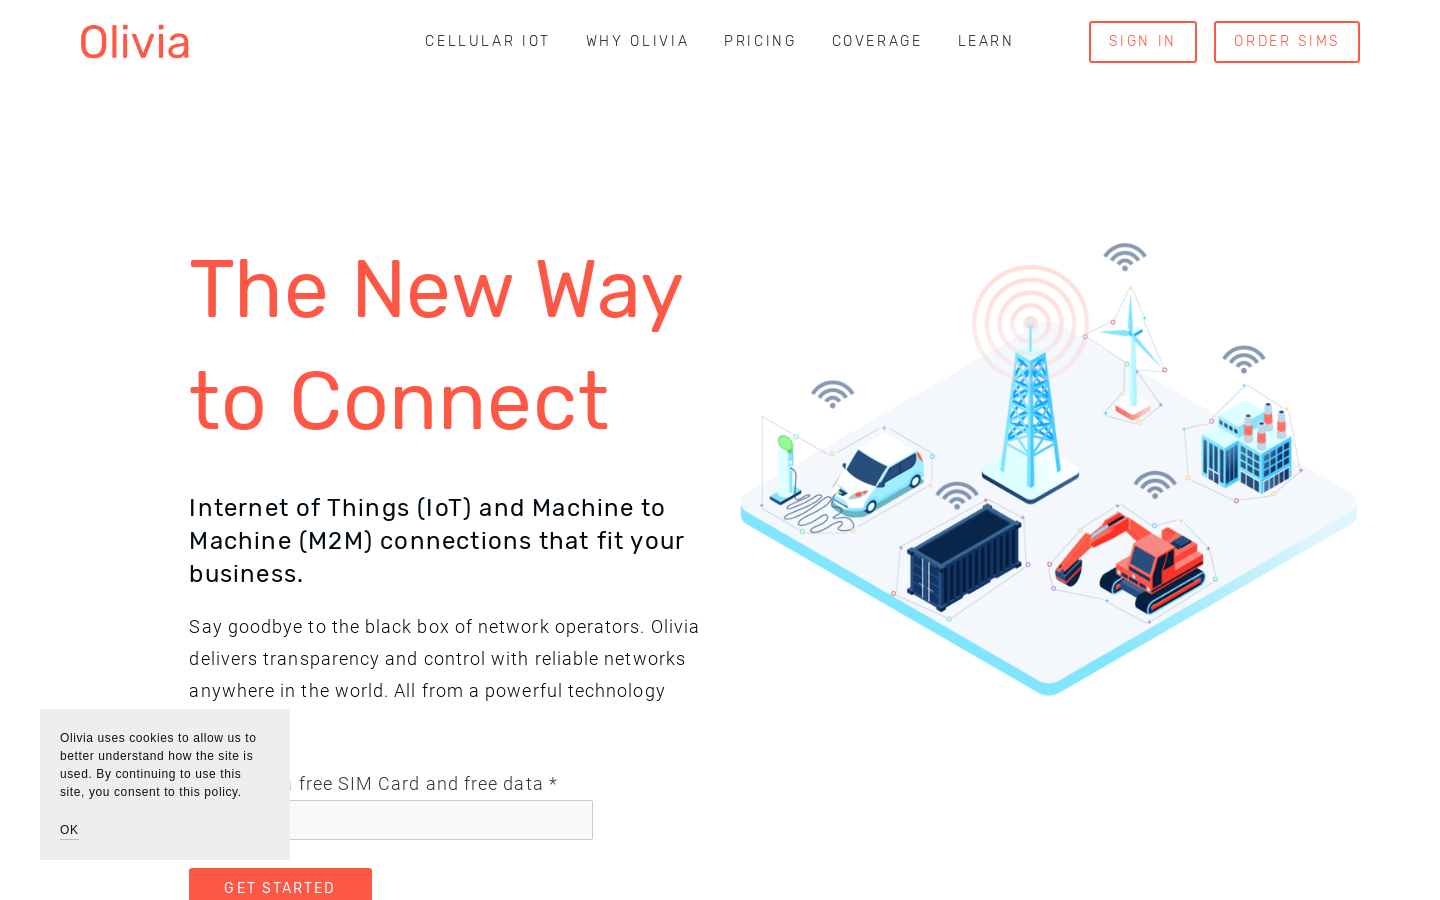 Olivia
CELLULAR IOT
WHY OLIVIA
PRICING
COVERAGE
LEARN
SIGN IN
ORDER SIMS
The New Way
to Connect
Internet of Things (IoT) and Machine to
Machine (M2M) connections that fit your
business.
Say goodbye to the black box of network operators. Olivia
delivers transparency and control with reliable networks
anywhere in the world. All from a powerful technology
free SIM Card and free data *
GET STARTED
Olivia uses cookies to allow us to
better understand how the site is
used. By continuing to use this
site, you consent to this policy.
OK